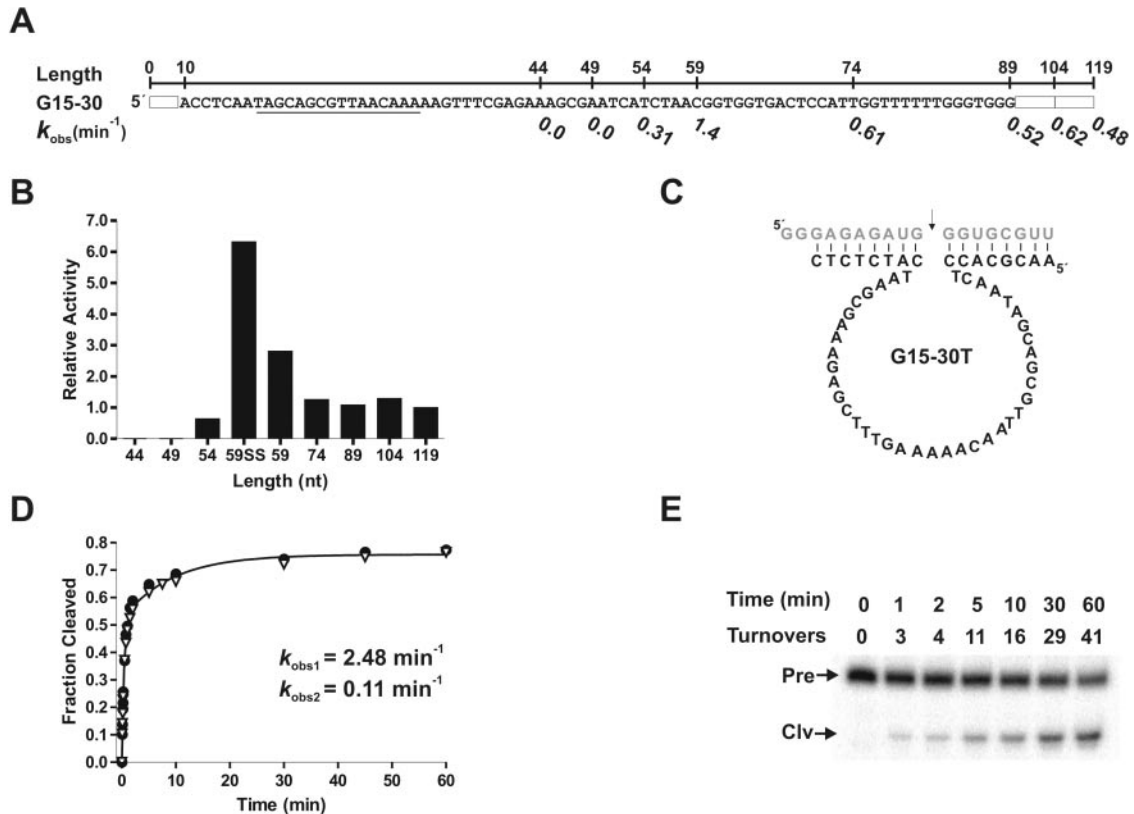 A
Length 0 10 44 49 54 59 74 89 104 119
G15-30 5´ ACCTCAATAGCAGCGTTAACAAAAAGTTTCGAGAAAGCGAATCATCTAACGGTGGTGACTCCATTGGTTTTTTGGGTGGG
kobs(min-1) 0.0 0.0 0.31 1.4 0.61 0.52 0.62 0.48
B
Relative Activity
7.0
6.0
5.0
4.0
3.0
2.0
1.0
0.0
44 49 54 59SS 59 74 89 104 119
Length (nt)
C
5´ GGGAGAGAUG GGUGCGUU
CTCTCTAC CCACGCAA 5´
TAAGCGAAAGAGCTTTGAAAAACAATTGCGACGATAACT
G15-30T
D
Fraction Cleaved
0.8
0.7
0.6
0.5
0.4
0.3
0.2
0.1
0.0
kobs1 = 2.48 min-1
kobs2 = 0.11 min-1
0 10 20 30 40 50 60
Time (min)
E
Time (min) 0 1 2 5 10 30 60
Turnovers 0 3 4 11 16 29 41
Pre
Clv